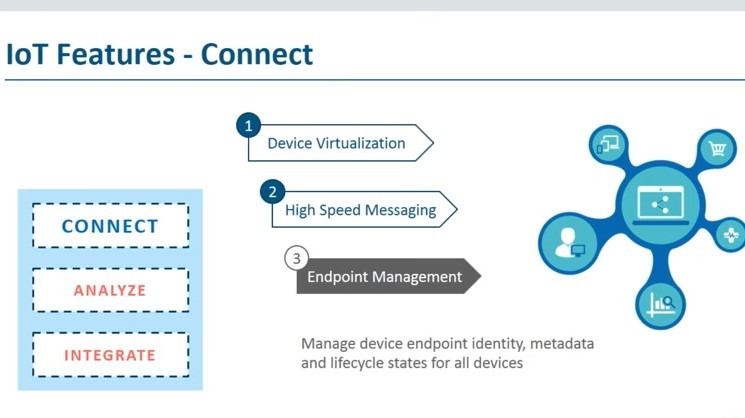 IoT Features - Connect
1
Device Virtualization
2
High Speed Messaging
3
Endpoint Management
CONNECT
ANALYZE
INTEGRATE
Manage device endpoint identity, metadata
and lifecycle states for all devices